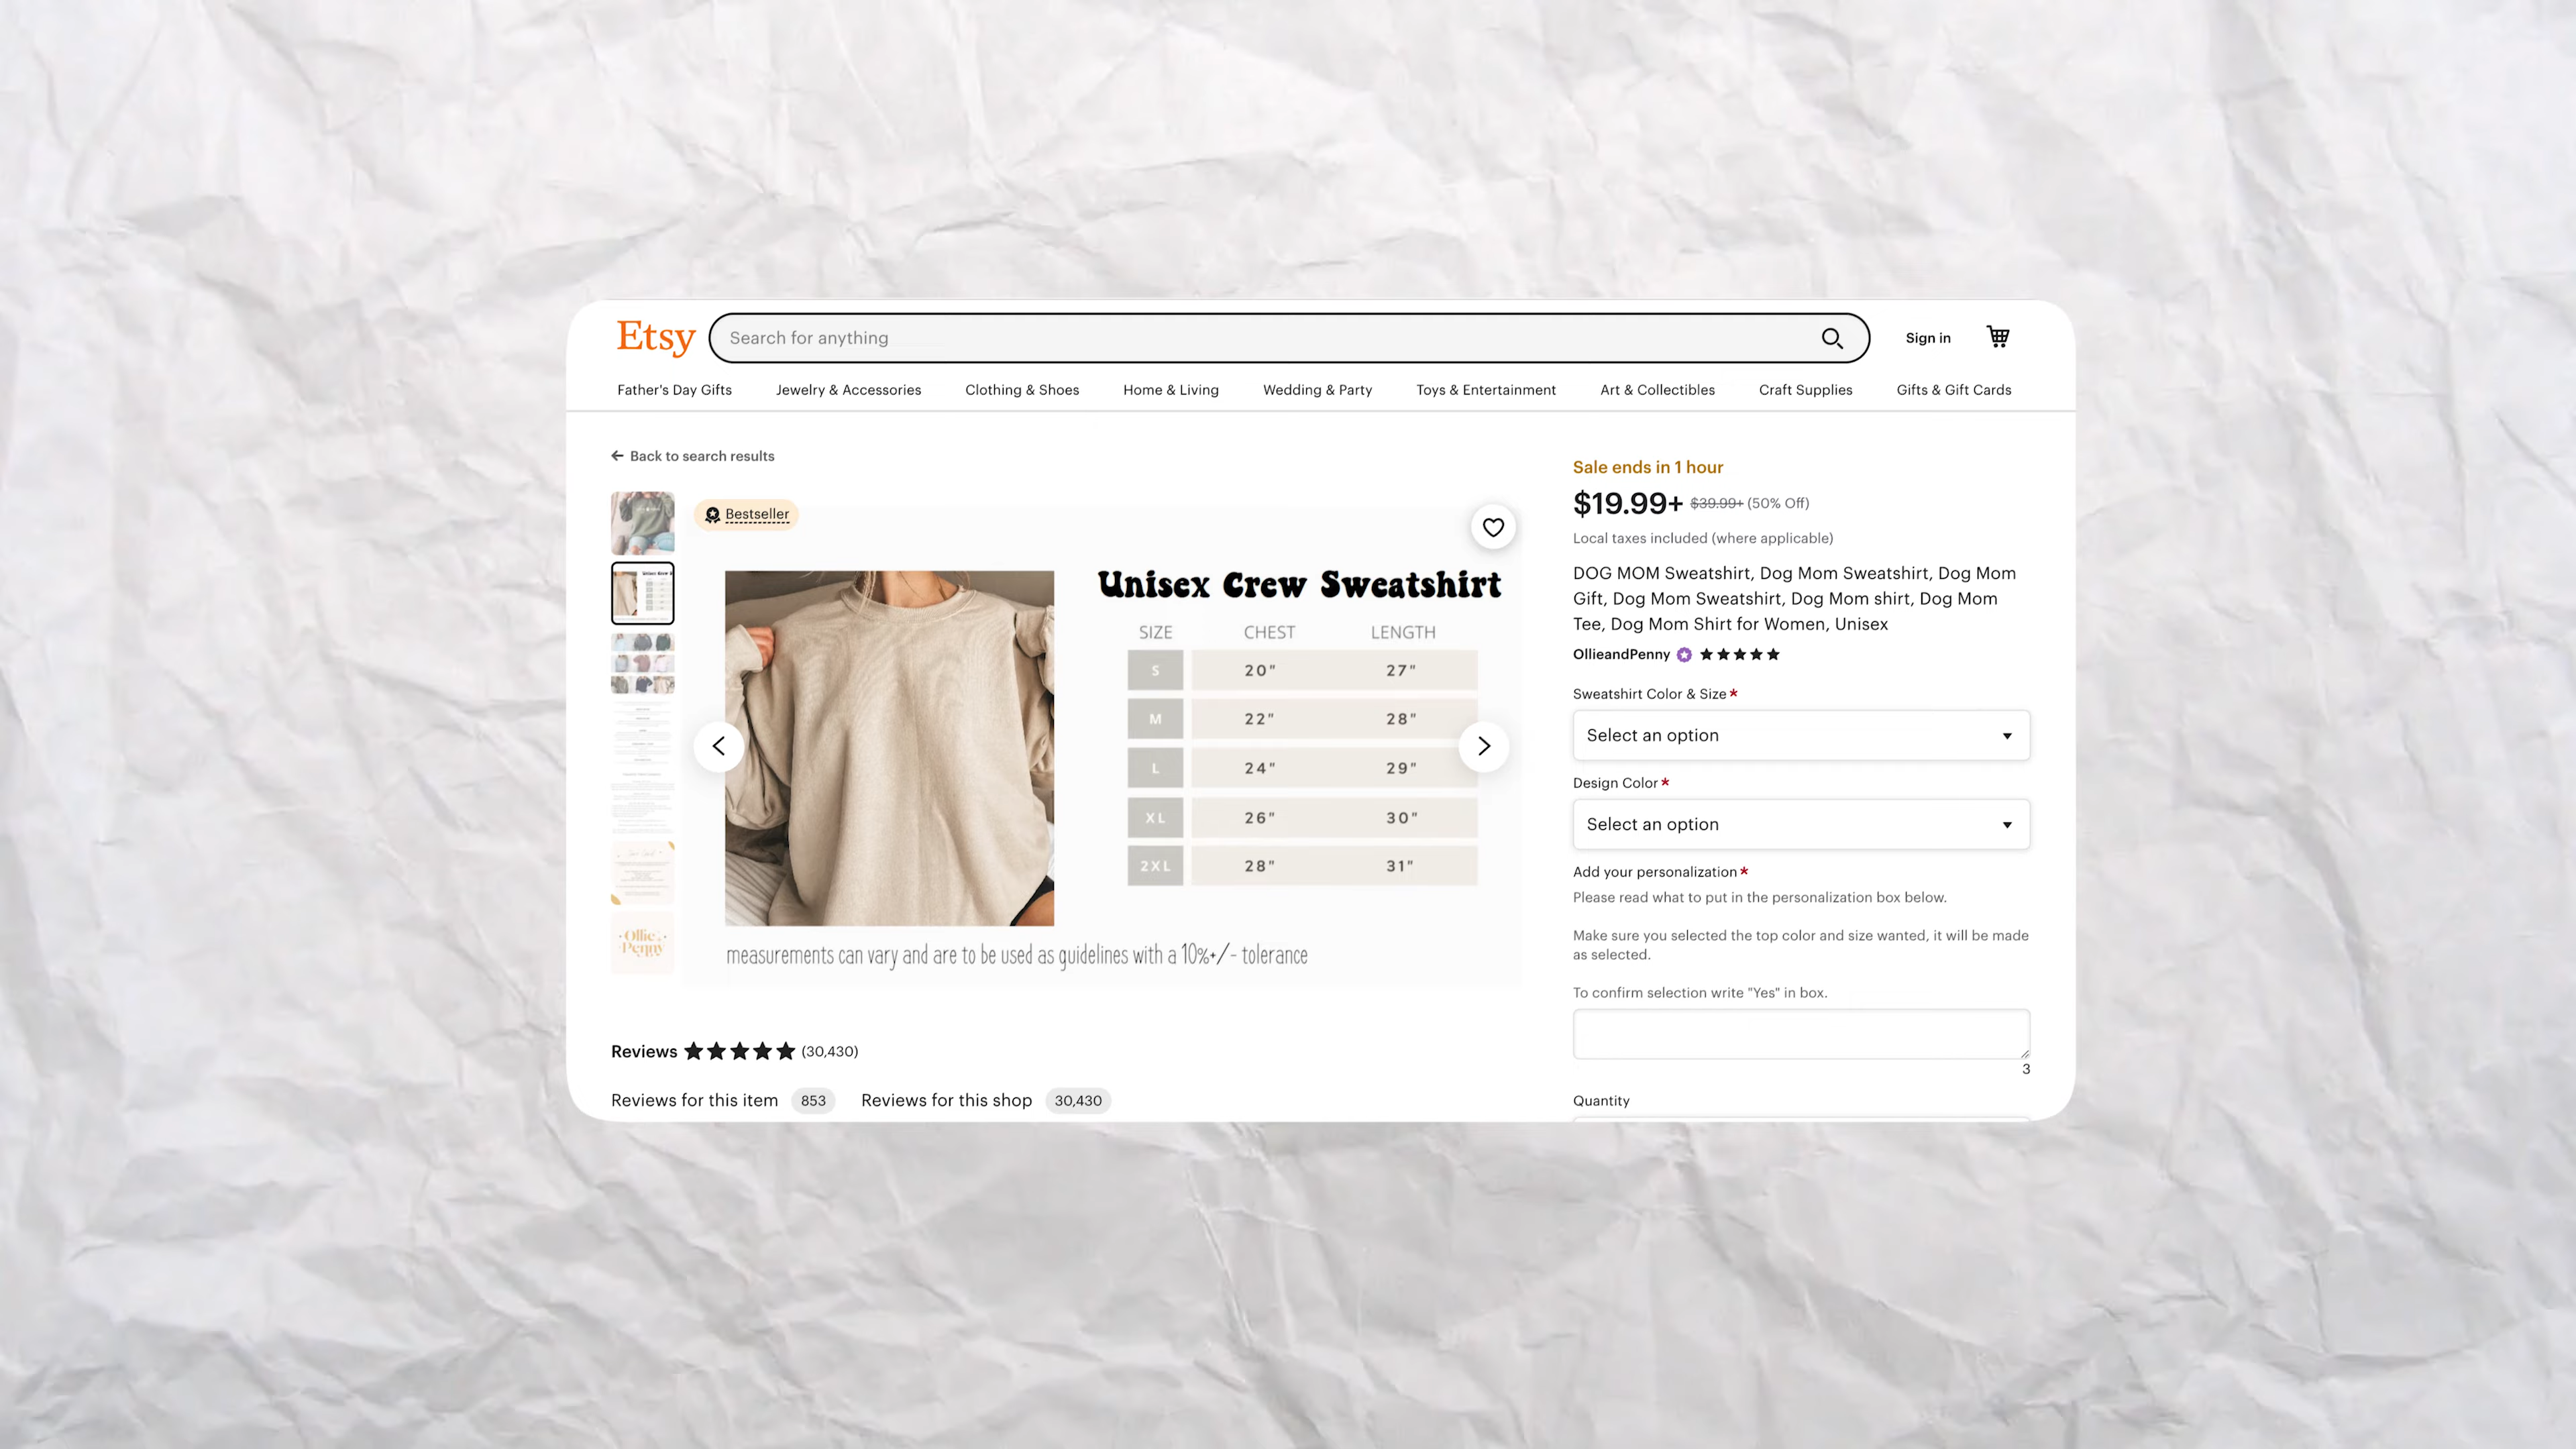 Etsy
Search for anything
Sign in
Father's Day Gifts
Jewelry & Accessories
Clothing & Shoes
Home & Living
Wedding & Party
Toys & Entertainment
Art & Collectibles
Craft Supplies
Gifts & Gift Cards
Back to search results
Bestseller
Unisex Crew Sweatshirt
SIZE CHEST LENGTH
S 20" 27"
M 22" 28"
L 24" 29"
XL 26" 30"
2XL 28" 31"
measurements can vary and are to be used as guidelines with a 10%+/- tolerance
Ollie
Penny
Reviews (30,430)
Reviews for this item 853
Reviews for this shop 30,430
Sale ends in 1 hour
$19.99+ $39.99+ (50% Off)
Local taxes included (where applicable)
DOG MOM Sweatshirt, Dog Mom Sweatshirt, Dog Mom
Gift, Dog Mom Sweatshirt, Dog Mom shirt, Dog Mom
Tee, Dog Mom Shirt for Women, Unisex
OllieandPenny
Sweatshirt Color & Size *
Select an option
Design Color *
Select an option
Add your personalization *
Please read what to put in the personalization box below.
Make sure you selected the top color and size wanted, it will be made
as selected.
To confirm selection write "Yes" in box.
3
Quantity